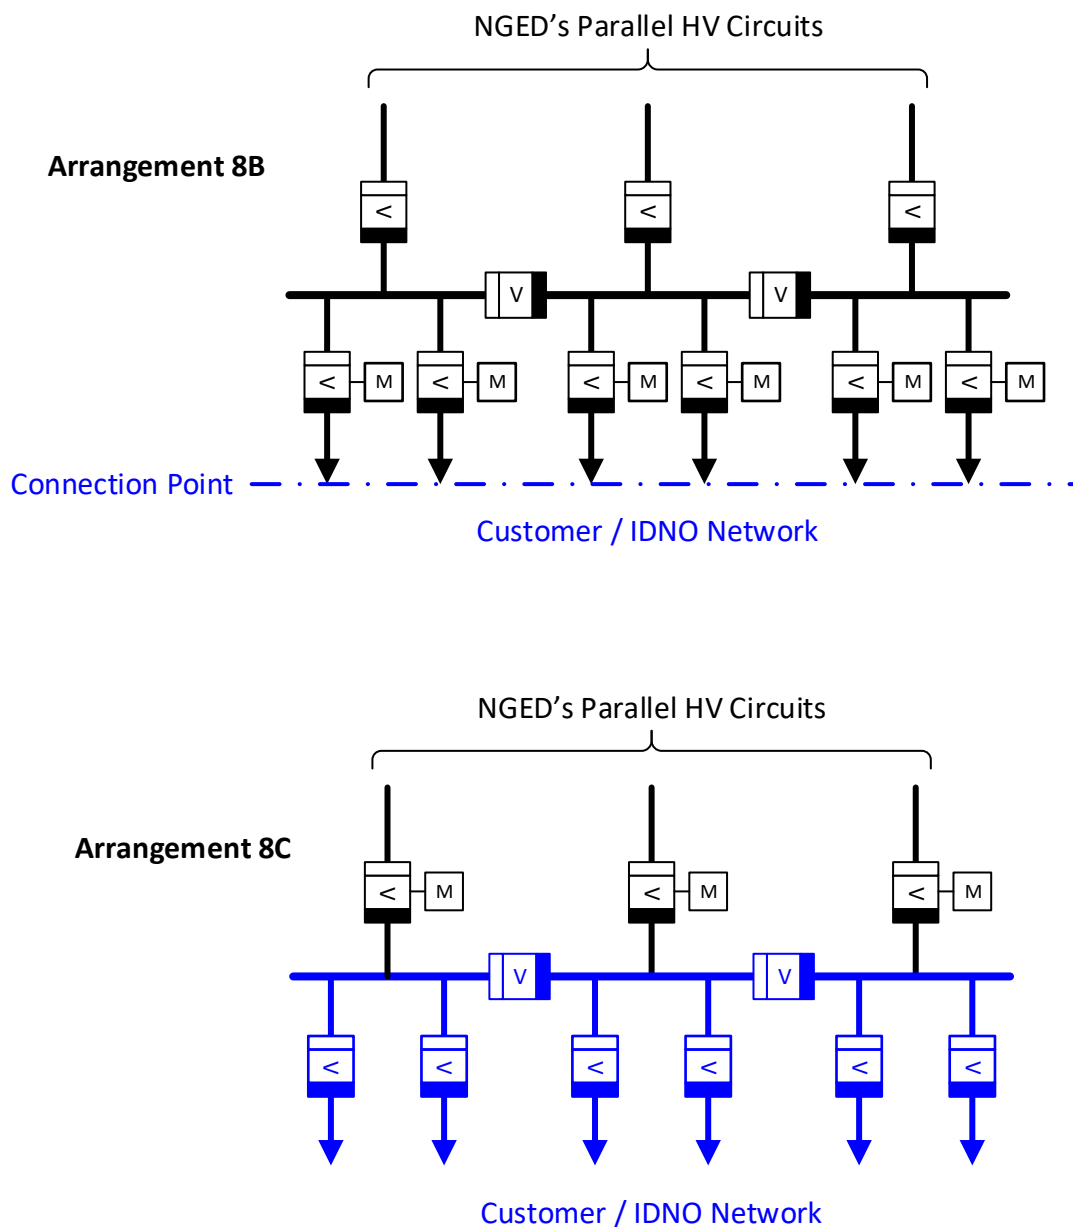 NGED’s Parallel HV Circuits
Arrangement 8B
< < <
V V
< M < M < M < M < M < M
Connection Point
Customer / IDNO Network
NGED’s Parallel HV Circuits
Arrangement 8C
< M < M < M
V V
< < < < < <
Customer / IDNO Network